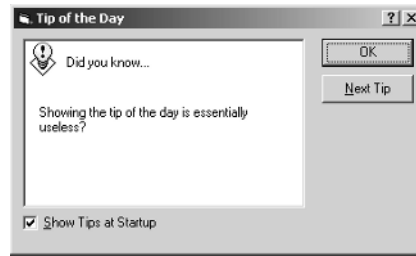 Tip of the Day
Did you know...
OK
Next Tip
Showing the tip of the day is essentially
useless?
Show Tips at Startup